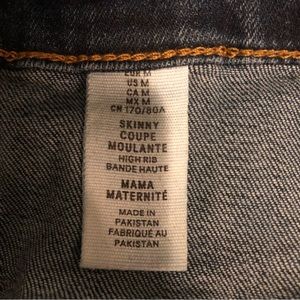 EUR M
US M
CA M
MX M
CN 170/80A
SKINNY
COUPE
MOULANTE
HIGH RIB
BANDE HAUTE
MAMA
MATERNITÉ
MADE IN
PAKISTAN
FABRIQUÉ AU
PAKISTAN